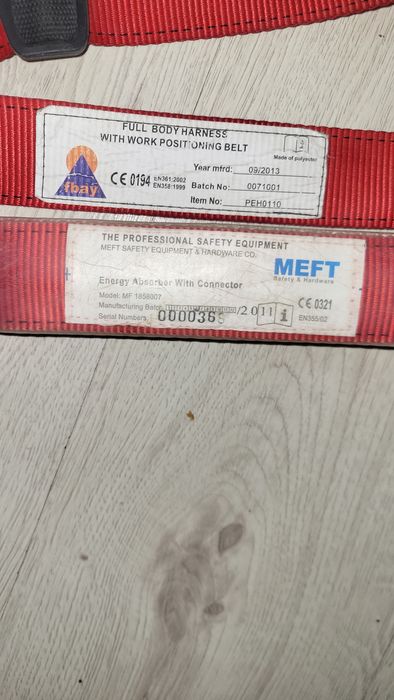 FULL BODY HARNESS
WITH WORK POSITIONING BELT
Made of polyester
fbay
CE 0194 EN361:2002
EN358:1999
Year mfrd: 09/2013
Batch No: 0071001
Item No: PEH0110
THE PROFESSIONAL SAFETY EQUIPMENT
MEFT SAFETY EQUIPMENT & HARDWARE CO.
MEFT
Safety & Hardware
Energy Absorber With Connector
Model: MF 1858007
Manufacturing Batch /2011 i
Serial Numbers
CE 0321
EN355/02